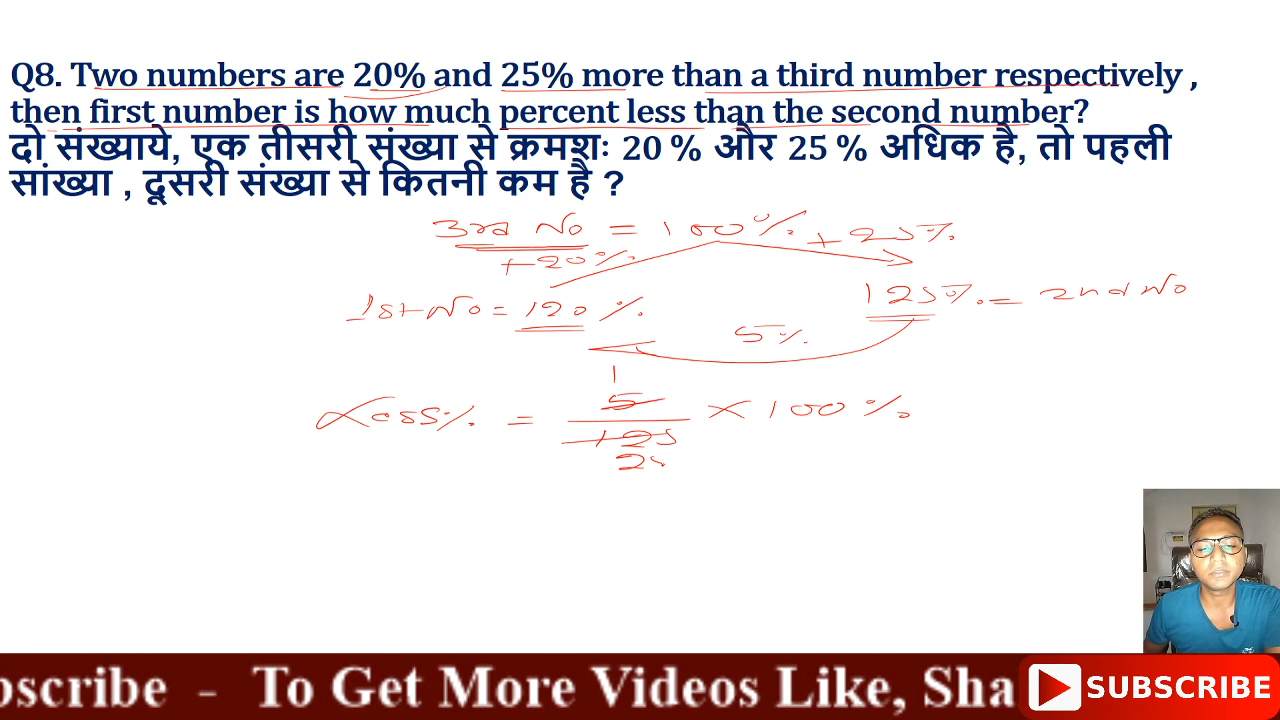 Q8. Two numbers are 20% and 25% more than a third number respectively ,
then first number is how much percent less than the second number?
दो संख्याये, एक तीसरी संख्या से क्रमशः 20 % और 25 % अधिक है, तो पहली
सांख्या , दूसरी संख्या से कितनी कम है ?
3rd No = 100% +25%
+20%
1st No = 120 % 125% = 2nd No
5%
1
Less% = 5/125 × 100 %
25
bscribe - To Get More Videos Like, Sha
SUBSCRIBE